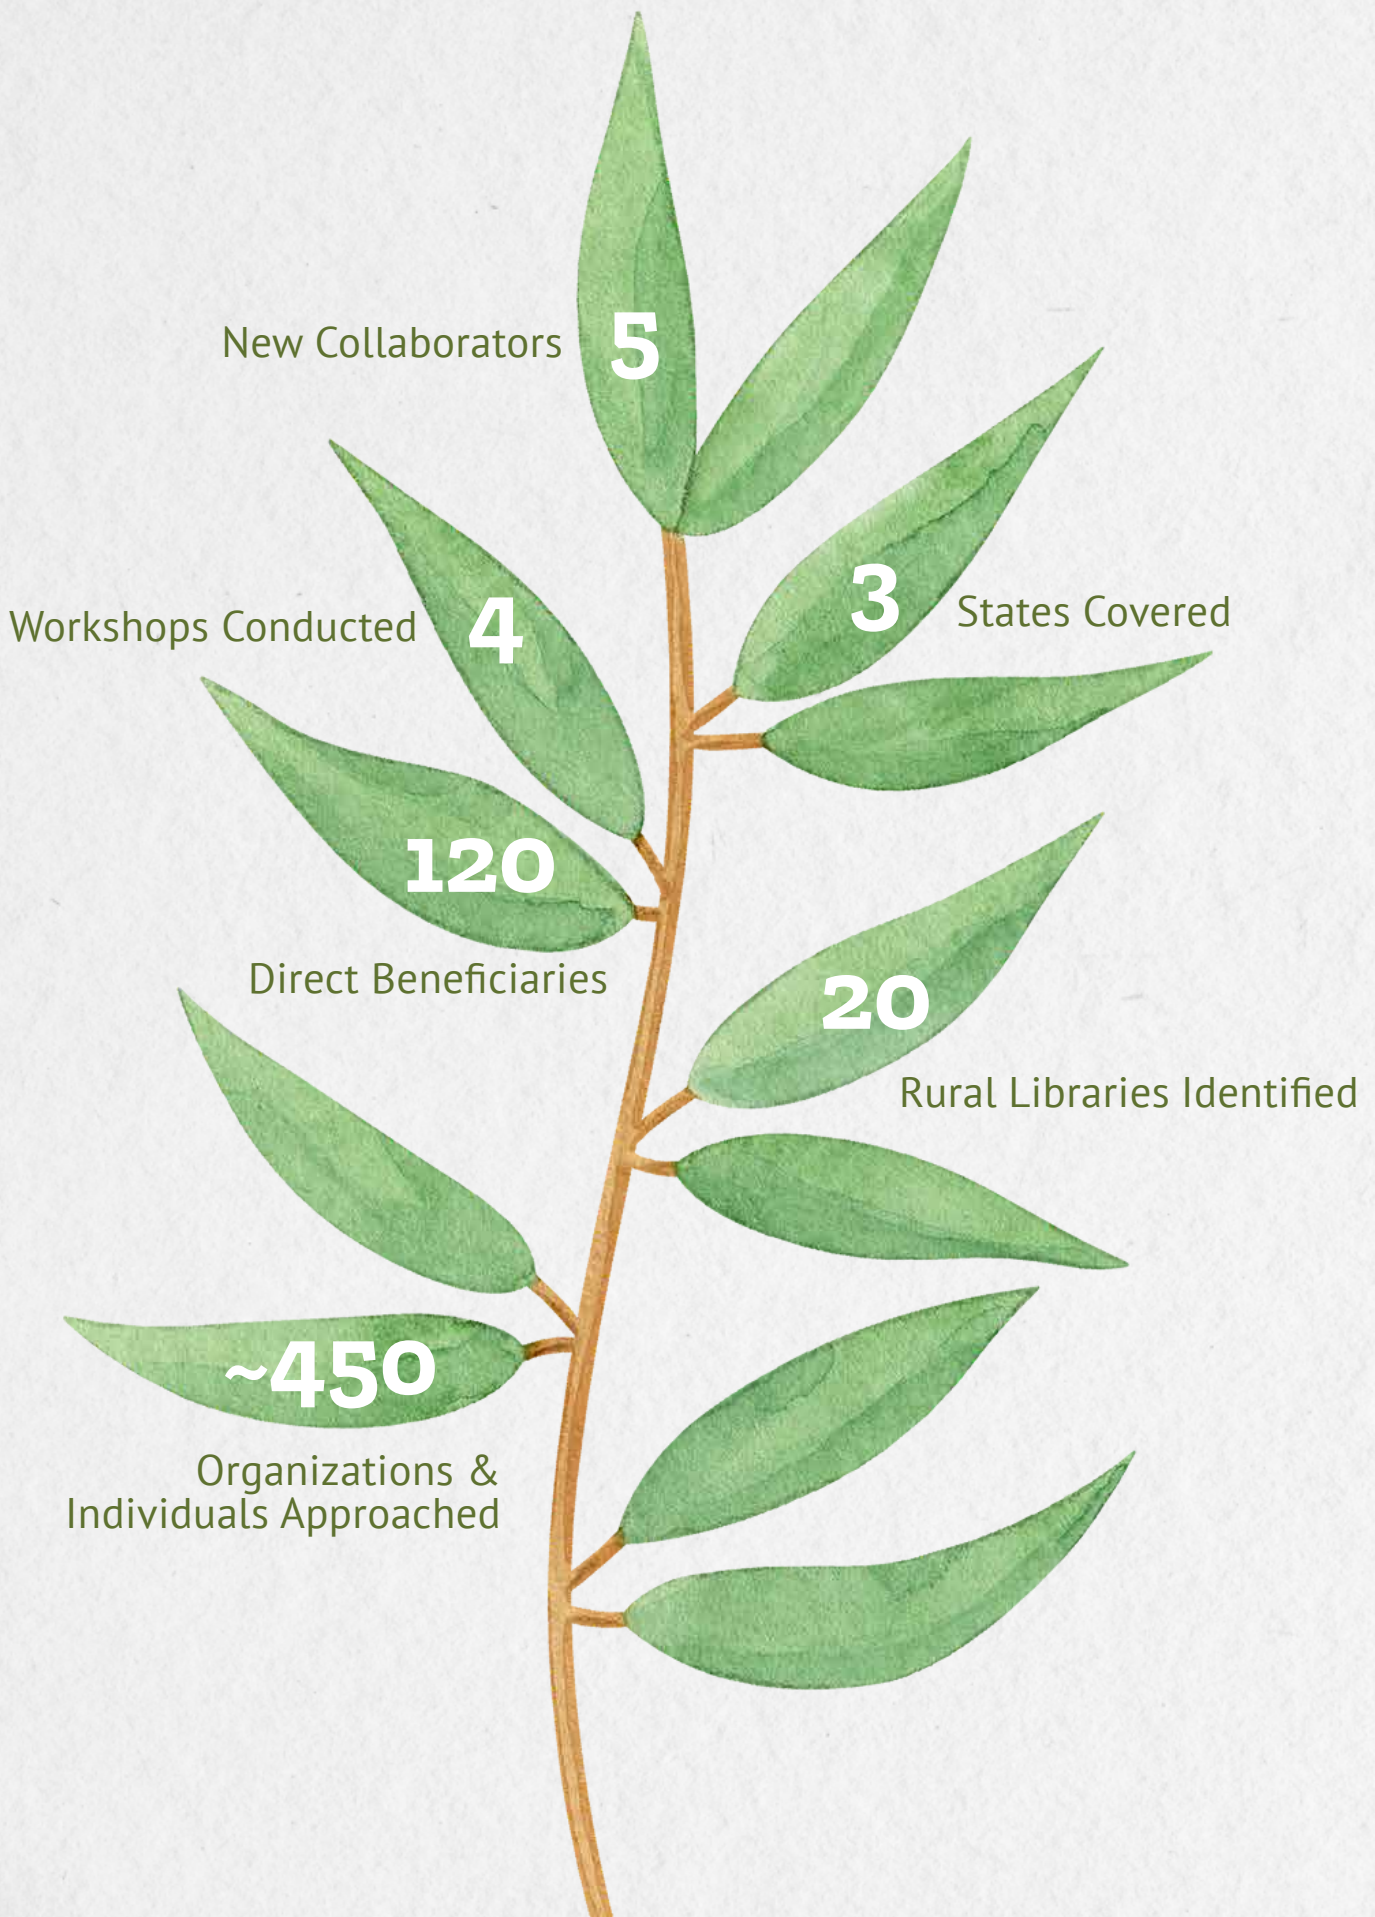 New Collaborators
5
Workshops Conducted
4
3
States Covered
120
Direct Beneficiaries
20
Rural Libraries Identified
~450
Organizations &
Individuals Approached